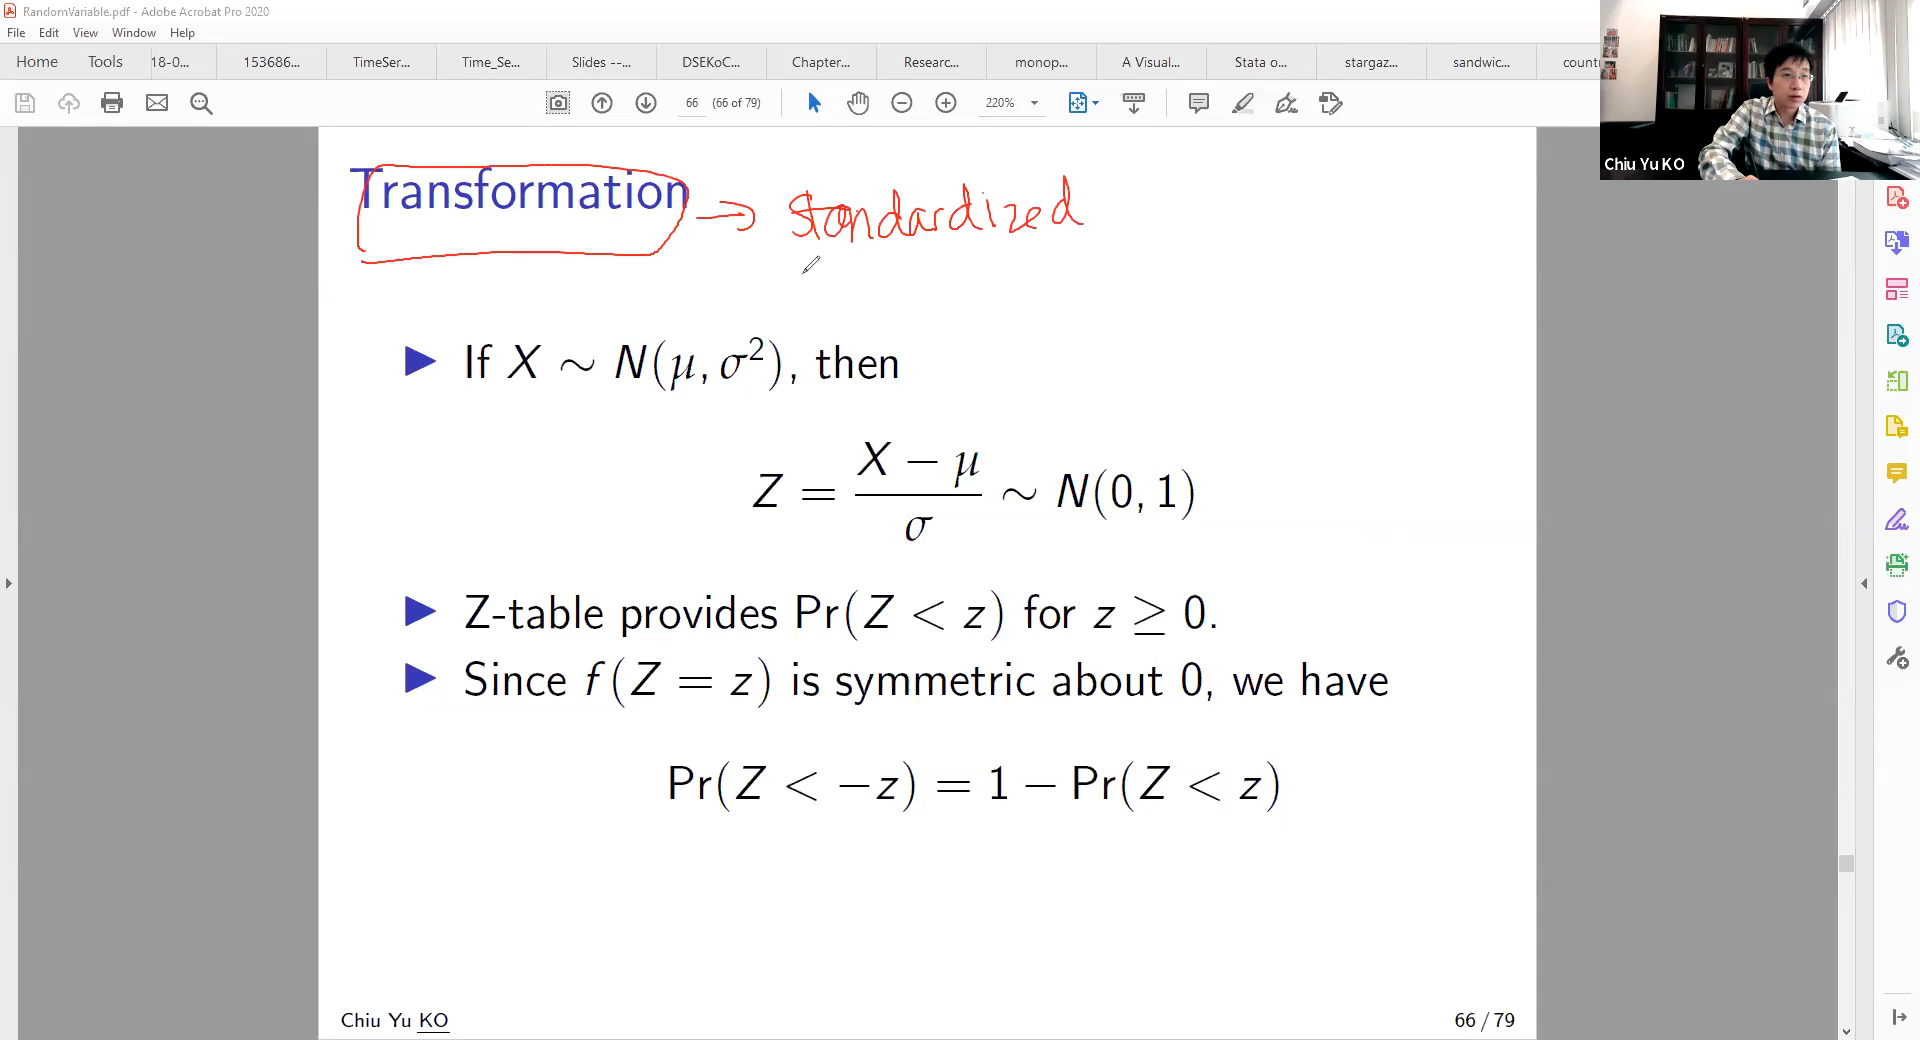 RandomVariable.pdf - Adobe Acrobat Pro 2020
File Edit View Window Help
Home Tools 18-0... 153686... TimeSer... Time_Se... Slides --... DSEKoC... Chapter... Researc... monop... A Visual... Stata o... stargaz... sandwic... count
66 (66 of 79) 220%
Chiu Yu KO
Transformation → standardized
▶ If X ∼ N(μ, σ²), then
Z = (X − μ)/σ ∼ N(0, 1)
▶ Z-table provides Pr(Z < z) for z ≥ 0.
▶ Since f(Z = z) is symmetric about 0, we have
Pr(Z < −z) = 1 − Pr(Z < z)
Chiu Yu KO 66 / 79